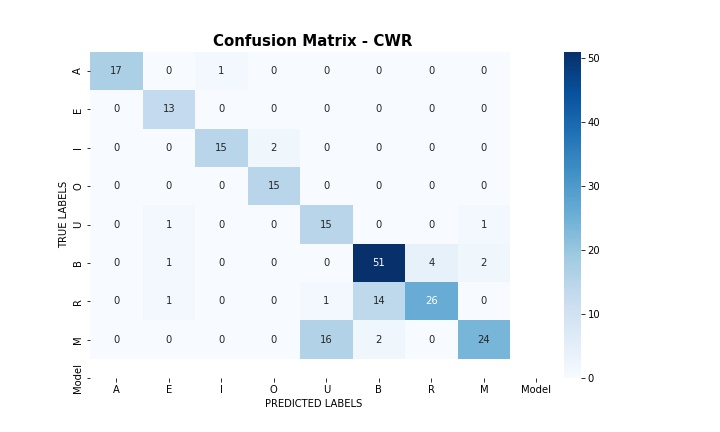 Confusion Matrix - CWR
A 17 0 1 0 0 0 0 0
E 0 13 0 0 0 0 0 0
I 0 0 15 2 0 0 0 0
O 0 0 0 15 0 0 0 0
U 0 1 0 0 15 0 0 1
B 0 1 0 0 0 51 4 2
R 0 1 0 0 1 14 26 0
M 0 0 0 0 16 2 0 24
Model
A E I O U B R M Model
PREDICTED LABELS
TRUE LABELS
50
40
30
20
10
0